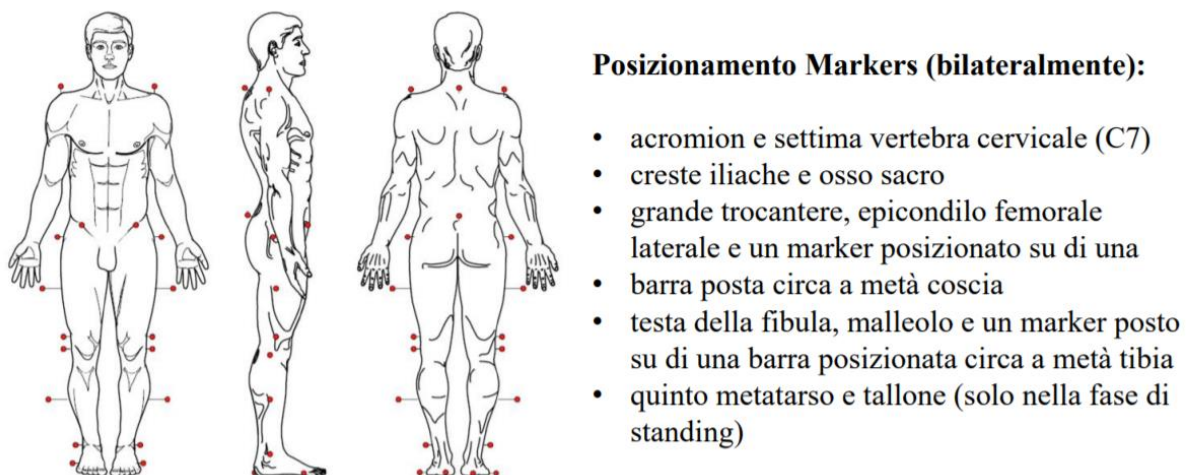 Posizionamento Markers (bilateralmente):
• acromion e settima vertebra cervicale (C7)
• creste iliache e osso sacro
• grande trocantere, epicondilo femorale
laterale e un marker posizionato su di una
• barra posta circa a metà coscia
• testa della fibula, malleolo e un marker posto
su di una barra posizionata circa a metà tibia
• quinto metatarso e tallone (solo nella fase di
standing)